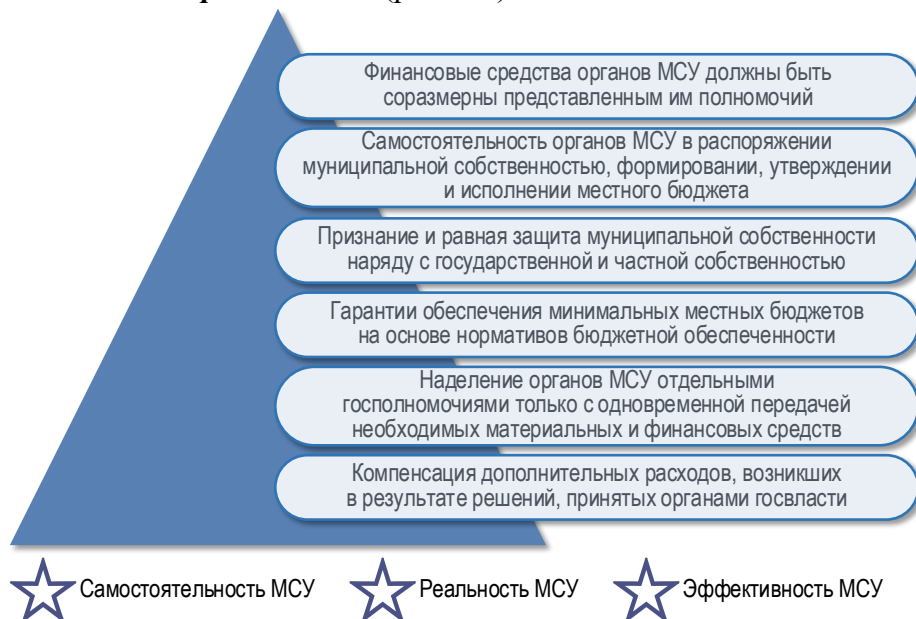 Финансовые средства органов МСУ должны быть
соразмерны представленным им полномочий
Самостоятельность органов МСУ в распоряжении
муниципальной собственностью, формировании, утверждении
и исполнении местного бюджета
Признание и равная защита муниципальной собственности
наряду с государственной и частной собственностью
Гарантии обеспечения минимальных местных бюджетов
на основе нормативов бюджетной обеспеченности
Наделение органов МСУ отдельными
госполномочиями только с одновременной передачей
необходимых материальных и финансовых средств
Компенсация дополнительных расходов, возникших
в результате решений, принятых органами госвласти
Самостоятельность МСУ Реальность МСУ Эффективность МСУ